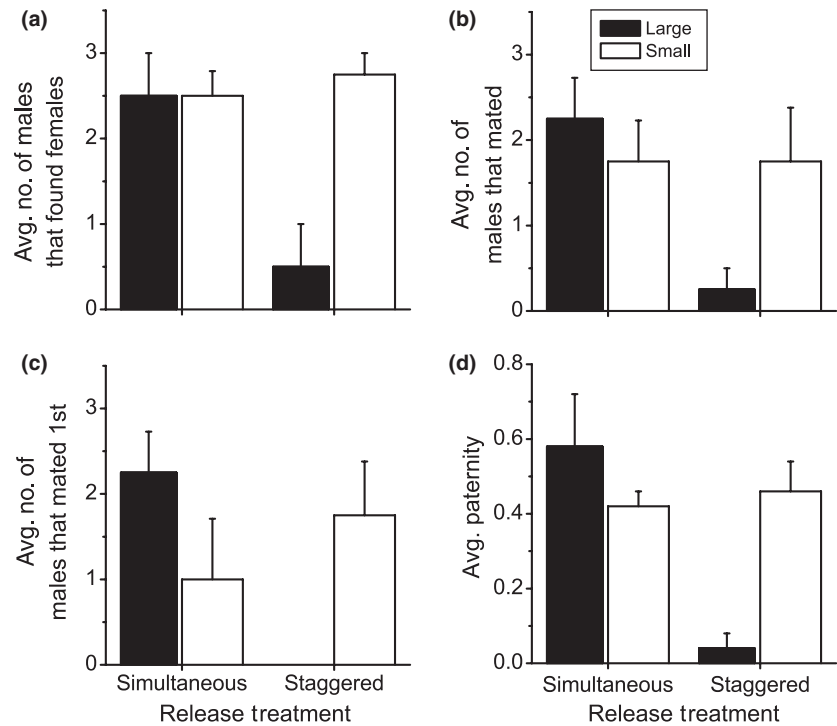 (a)
Avg. no. of males
that found females
3
2
1
0
(b)
Large
Small
Avg. no. of
males that mated
3
2
1
0
(c)
Avg. no. of
males that mated 1st
3
2
1
0
Simultaneous Staggered
Release treatment
(d)
Avg. paternity
0.8
0.6
0.4
0.2
0.0
Simultaneous Staggered
Release treatment